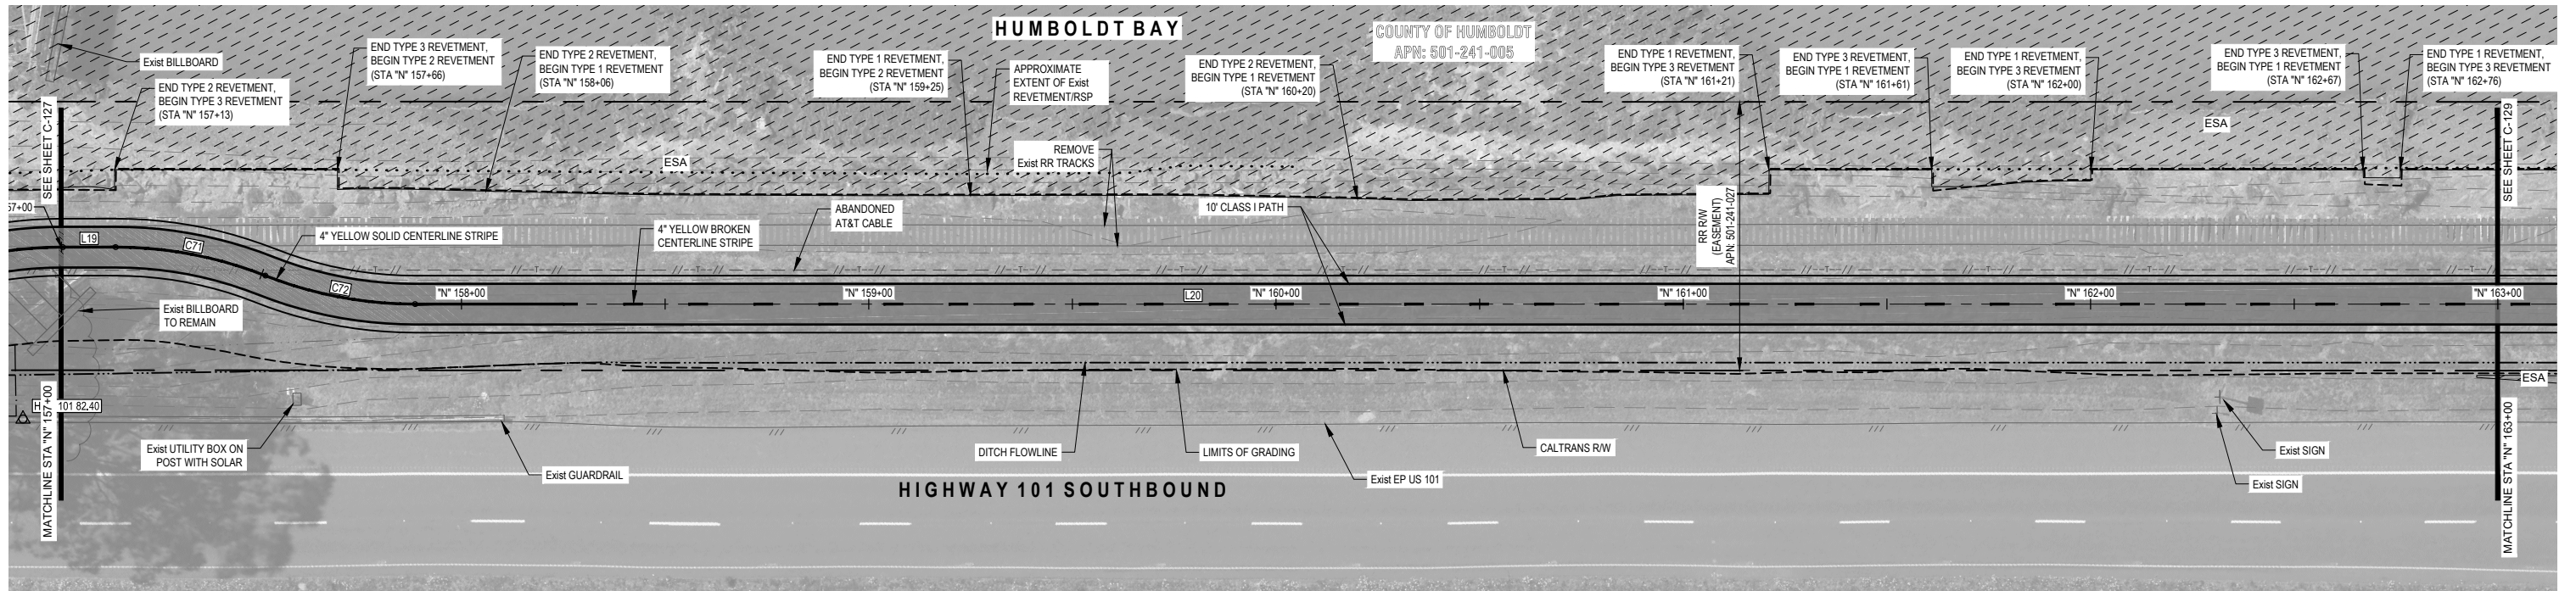 HUMBOLDT BAY
COUNTY OF HUMBOLDT
APN: 501-241-005
Exist BILLBOARD
END TYPE 2 REVETMENT,
BEGIN TYPE 3 REVETMENT
(STA "N" 157+13)
END TYPE 3 REVETMENT,
BEGIN TYPE 2 REVETMENT
(STA "N" 157+66)
END TYPE 2 REVETMENT,
BEGIN TYPE 1 REVETMENT
(STA "N" 158+06)
END TYPE 1 REVETMENT,
BEGIN TYPE 2 REVETMENT
(STA "N" 159+25)
APPROXIMATE
EXTENT OF Exist
REVETMENT/RSP
END TYPE 2 REVETMENT,
BEGIN TYPE 1 REVETMENT
(STA "N" 160+20)
END TYPE 1 REVETMENT,
BEGIN TYPE 3 REVETMENT
(STA "N" 161+21)
END TYPE 3 REVETMENT,
BEGIN TYPE 1 REVETMENT
(STA "N" 161+61)
END TYPE 1 REVETMENT,
BEGIN TYPE 3 REVETMENT
(STA "N" 162+00)
END TYPE 3 REVETMENT,
BEGIN TYPE 1 REVETMENT
(STA "N" 162+67)
END TYPE 1 REVETMENT,
BEGIN TYPE 3 REVETMENT
(STA "N" 162+76)
SEE SHEET C-127
SEE SHEET C-129
ESA
ESA
REMOVE
Exist RR TRACKS
57+00
L19
C71
C72
4" YELLOW SOLID CENTERLINE STRIPE
4" YELLOW BROKEN
CENTERLINE STRIPE
ABANDONED
AT&T CABLE
10' CLASS I PATH
RR R/W
(EASEMENT)
APN: 501-241-027
"N" 158+00
"N" 159+00
L20
"N" 160+00
"N" 161+00
"N" 162+00
"N" 163+00
Exist BILLBOARD
TO REMAIN
ESA
H 101 82.40
MATCHLINE STA "N" 157+00
MATCHLINE STA "N" 163+00
Exist UTILITY BOX ON
POST WITH SOLAR
Exist GUARDRAIL
DITCH FLOWLINE
LIMITS OF GRADING
Exist EP US 101
CALTRANS R/W
Exist SIGN
Exist SIGN
HIGHWAY 101 SOUTHBOUND